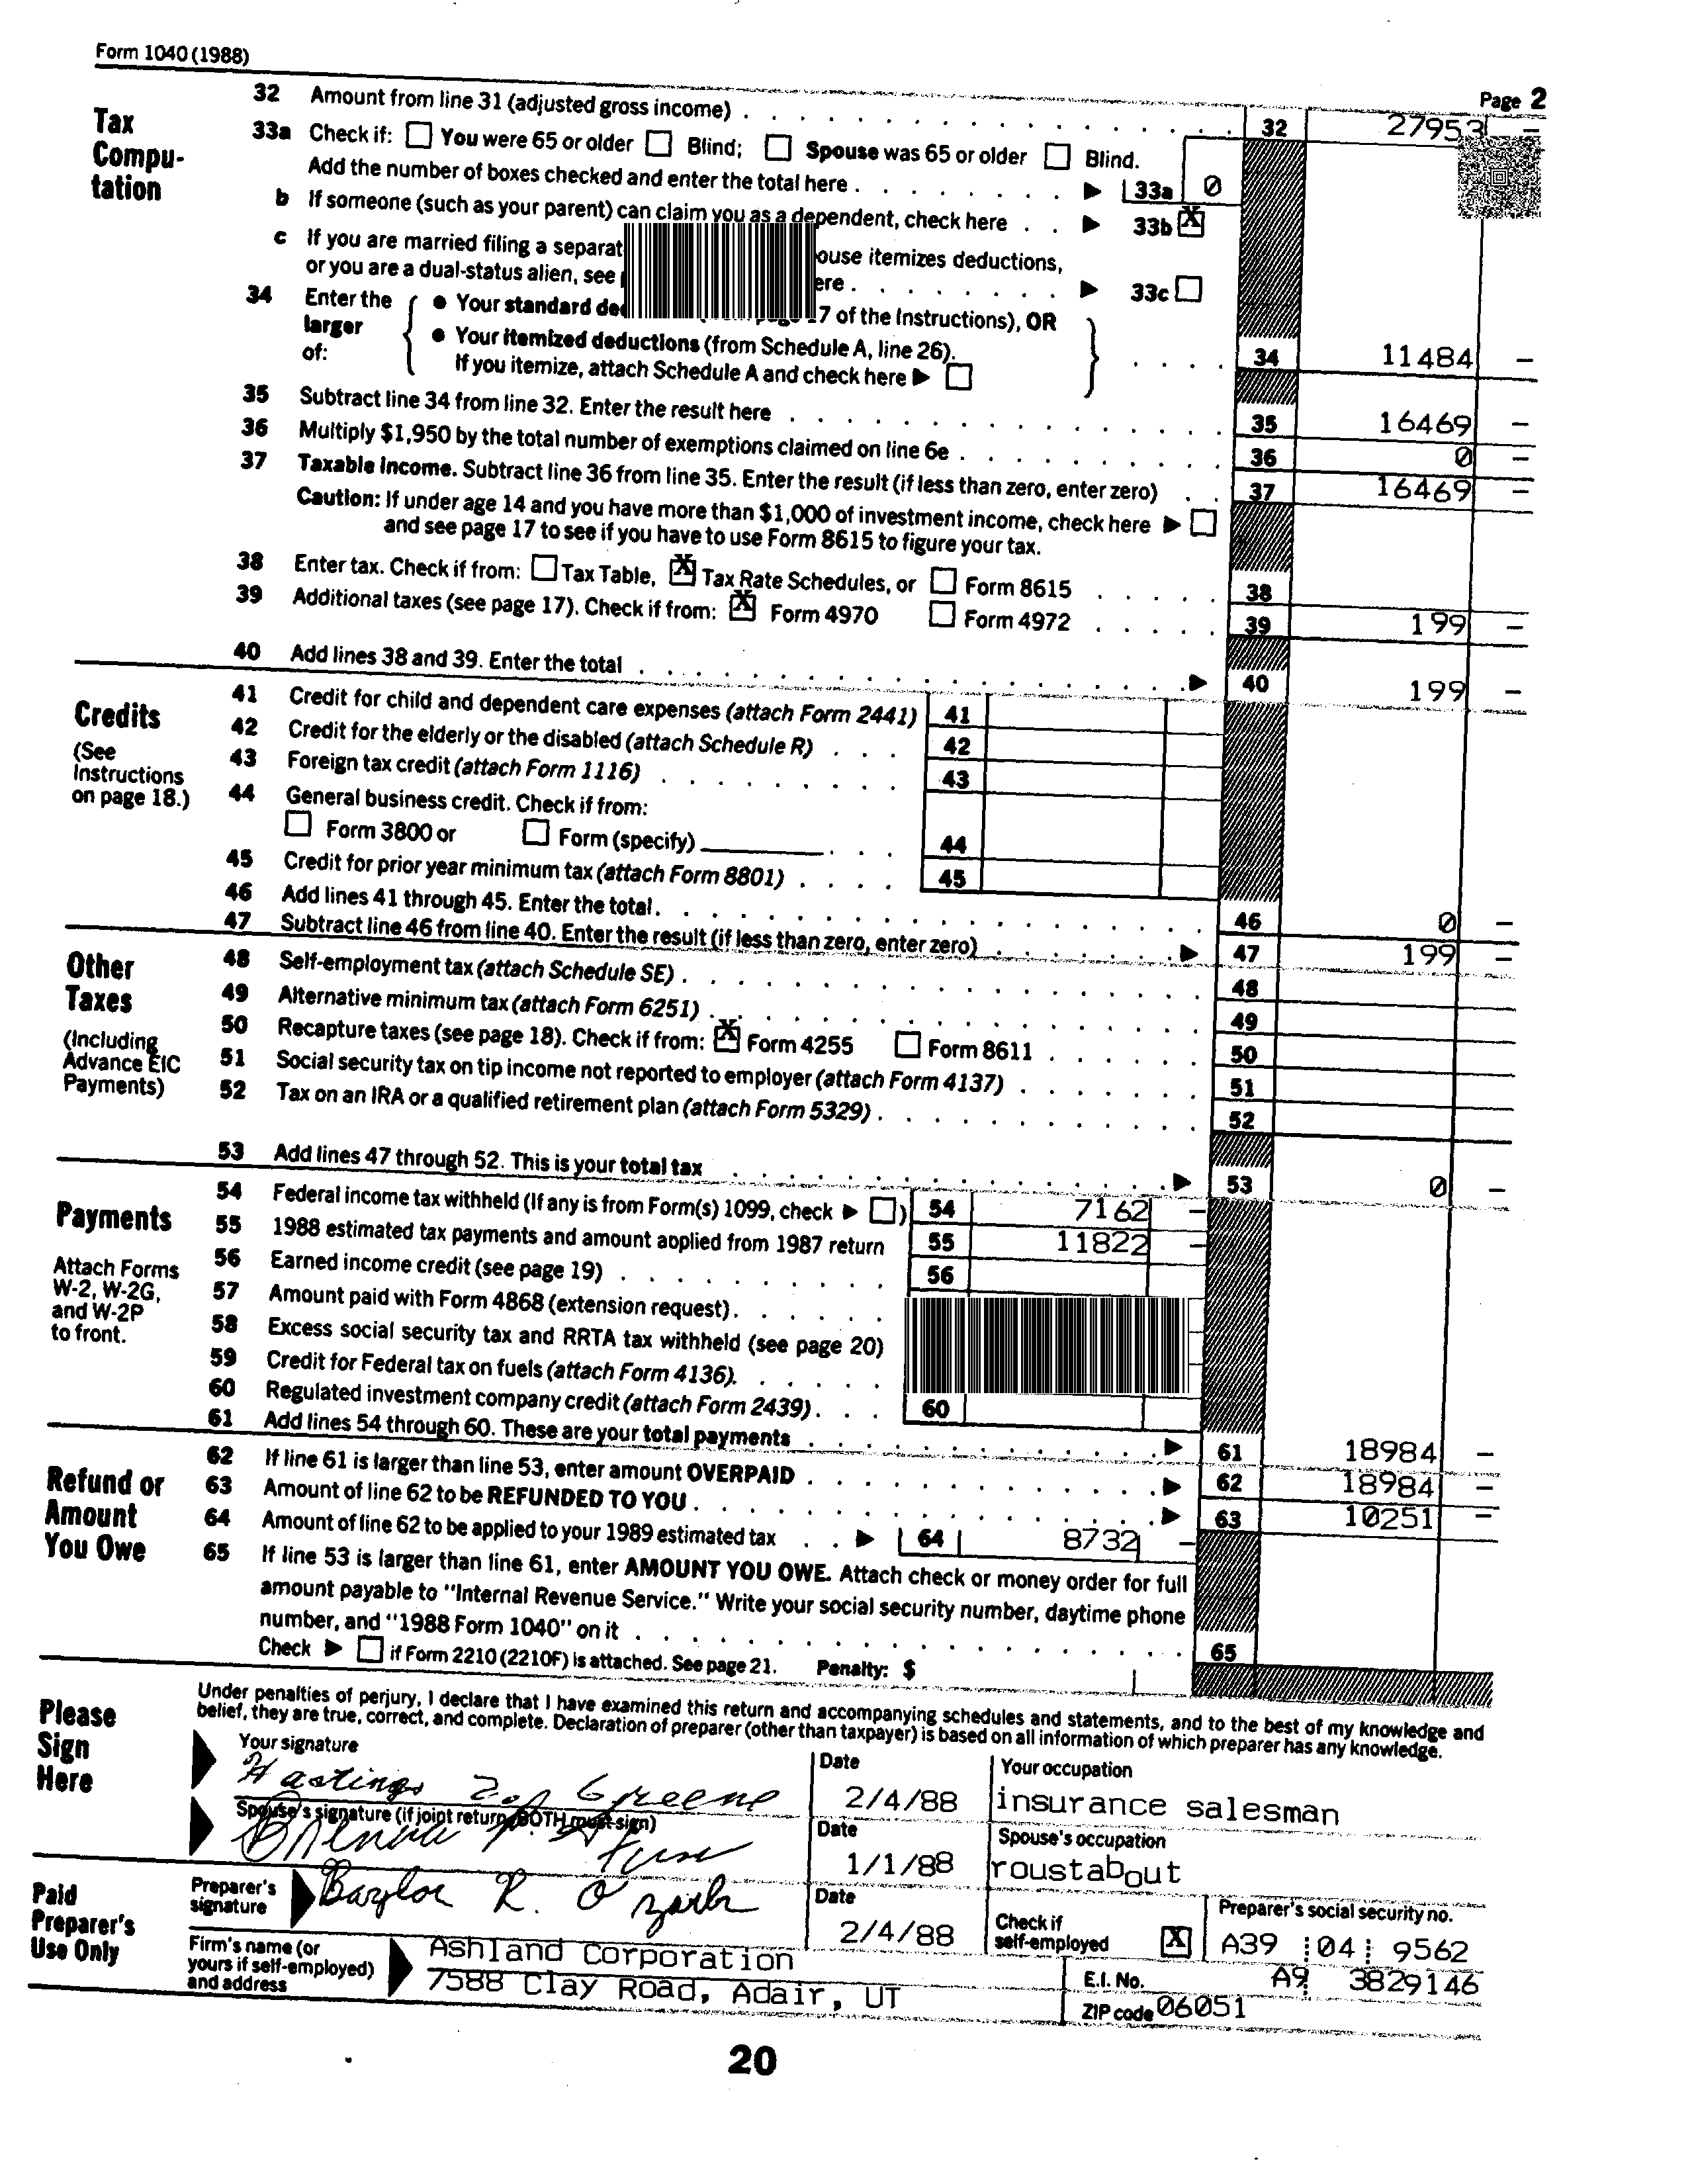 Form 1040 (1988)
Page 2
Tax Compu-tation
32 Amount from line 31 (adjusted gross income) . . . 32 27953 –
33a Check if: You were 65 or older Blind; Spouse was 65 or older Blind.
Add the number of boxes checked and enter the total here . . . 33a 0
b If someone (such as your parent) can claim you as a dependent, check here . . 33b X
c If you are married filing a separat ouse itemizes deductions,
or you are a dual-status alien, see ere . . . 33c
34 Enter the larger of:
• Your standard 17 of the Instructions), OR
• Your itemized deductions (from Schedule A, line 26).
If you itemize, attach Schedule A and check here . . . 34 11484 –
35 Subtract line 34 from line 32. Enter the result here . . . 35 16469 –
36 Multiply $1,950 by the total number of exemptions claimed on line 6e . . . 36 0 –
37 Taxable income. Subtract line 36 from line 35. Enter the result (if less than zero, enter zero) . . 37 16469 –
Caution: If under age 14 and you have more than $1,000 of investment income, check here
and see page 17 to see if you have to use Form 8615 to figure your tax.
38 Enter tax. Check if from: Tax Table, X Tax Rate Schedules, or Form 8615 . . . 38
39 Additional taxes (see page 17). Check if from: X Form 4970 Form 4972 . . . 39 199 –
40 Add lines 38 and 39. Enter the total . . . 40 199 –
Credits
(See Instructions on page 18.)
41 Credit for child and dependent care expenses (attach Form 2441) 41
42 Credit for the elderly or the disabled (attach Schedule R) . . . 42
43 Foreign tax credit (attach Form 1116) . . . 43
44 General business credit. Check if from:
Form 3800 or Form (specify) . . . 44
45 Credit for prior year minimum tax (attach Form 8801) . . . 45
46 Add lines 41 through 45. Enter the total. . . . 46 0 –
47 Subtract line 46 from line 40. Enter the result (if less than zero, enter zero) . . . 47 199 –
Other Taxes
(Including Advance EIC Payments)
48 Self-employment tax (attach Schedule SE) . . . 48
49 Alternative minimum tax (attach Form 6251) . . . 49
50 Recapture taxes (see page 18). Check if from: X Form 4255 Form 8611 . . . 50
51 Social security tax on tip income not reported to employer (attach Form 4137) . . . 51
52 Tax on an IRA or a qualified retirement plan (attach Form 5329) . . . 52
53 Add lines 47 through 52. This is your total tax . . . 53 0 –
Payments
Attach Forms W-2, W-2G, and W-2P to front.
54 Federal income tax withheld (If any is from Form(s) 1099, check ) 54 7162 –
55 1988 estimated tax payments and amount applied from 1987 return 55 11822 –
56 Earned income credit (see page 19) . . . 56
57 Amount paid with Form 4868 (extension request) . . .
58 Excess social security tax and RRTA tax withheld (see page 20)
59 Credit for Federal tax on fuels (attach Form 4136). . . .
60 Regulated investment company credit (attach Form 2439) . . . 60
61 Add lines 54 through 60. These are your total payments . . . 61 18984 –
Refund or Amount You Owe
62 If line 61 is larger than line 53, enter amount OVERPAID . . . 62 18984 –
63 Amount of line 62 to be REFUNDED TO YOU . . . 63 10251 –
64 Amount of line 62 to be applied to your 1989 estimated tax . . 64 8732 –
65 If line 53 is larger than line 61, enter AMOUNT YOU OWE. Attach check or money order for full
amount payable to "Internal Revenue Service." Write your social security number, daytime phone
number, and "1988 Form 1040" on it . . . 65
Check if Form 2210 (2210F) is attached. See page 21. Penalty: $
Please Sign Here
Under penalties of perjury, I declare that I have examined this return and accompanying schedules and statements, and to the best of my knowledge and
belief, they are true, correct, and complete. Declaration of preparer (other than taxpayer) is based on all information of which preparer has any knowledge.
Your signature Date Your occupation
Hastings Greene 2/4/88 insurance salesman
Spouse's signature (if joint return, BOTH must sign) Date Spouse's occupation
1/1/88 roustabout
Paid Preparer's Use Only
Preparer's signature Baylor R. Date 2/4/88 Check if self-employed X Preparer's social security no. A39 04 9562
Firm's name (or yours if self-employed) and address
Ashland Corporation E.I. No. A9 3829146
7588 Clay Road, Adair, UT ZIP code 06051
20